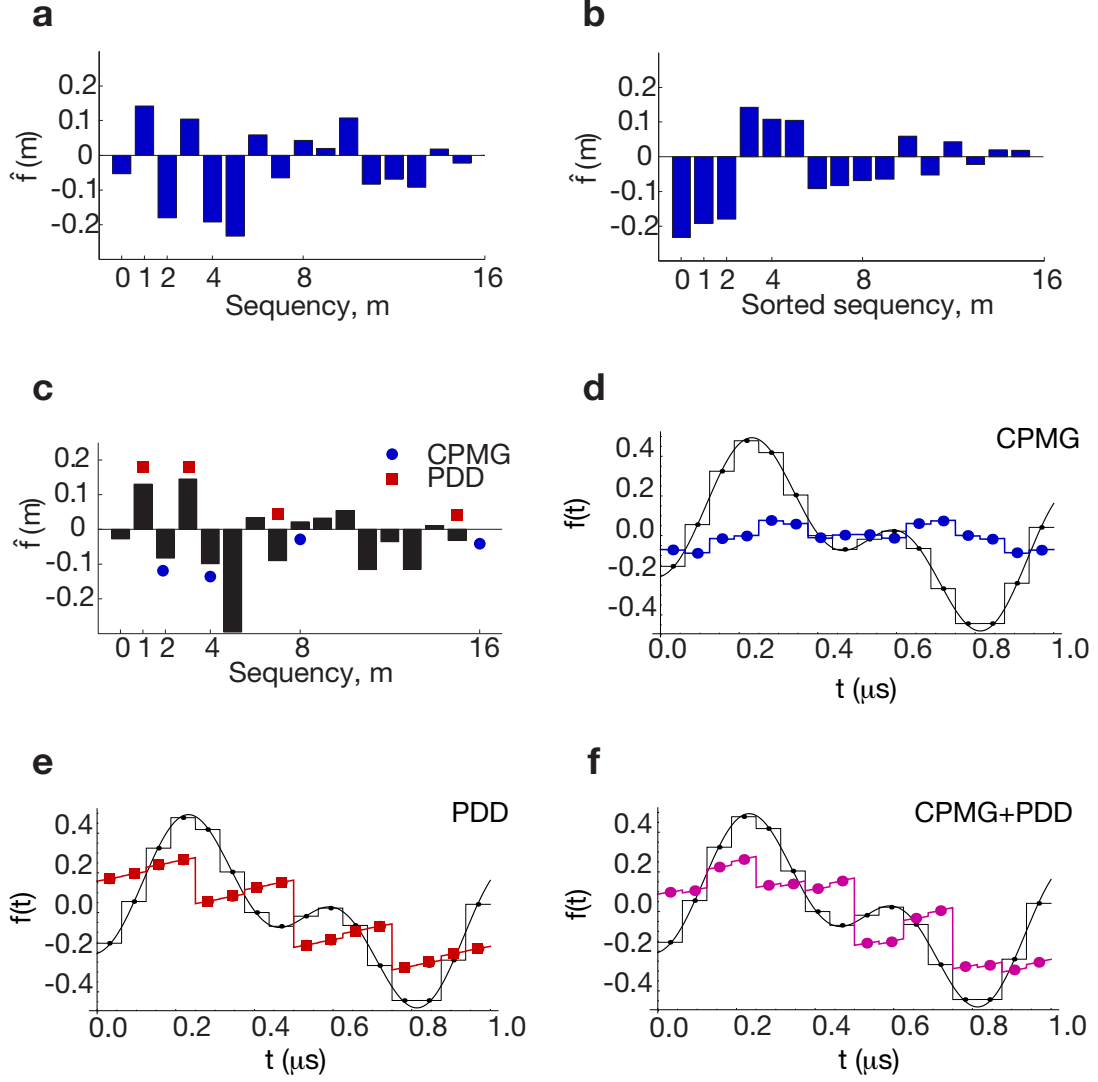 a
0.2
0.1
0
-0.1
-0.2
f̂ (m)
0 1 2 4 8 16
Sequency, m
b
0.2
0.1
0
-0.1
-0.2
f̂ (m)
0 1 2 4 8 16
Sorted sequency, m
c
0.2
0.1
0
-0.1
-0.2
f̂ (m)
CPMG
PDD
0 1 2 4 8 16
Sequency, m
d
CPMG
0.4
0.2
0.0
-0.2
-0.4
f(t)
0.0 0.2 0.4 0.6 0.8 1.0
t (μs)
e
PDD
0.4
0.2
0.0
-0.2
-0.4
f(t)
0.0 0.2 0.4 0.6 0.8 1.0
t (μs)
f
CPMG+PDD
0.4
0.2
0.0
-0.2
-0.4
f(t)
0.0 0.2 0.4 0.6 0.8 1.0
t (μs)